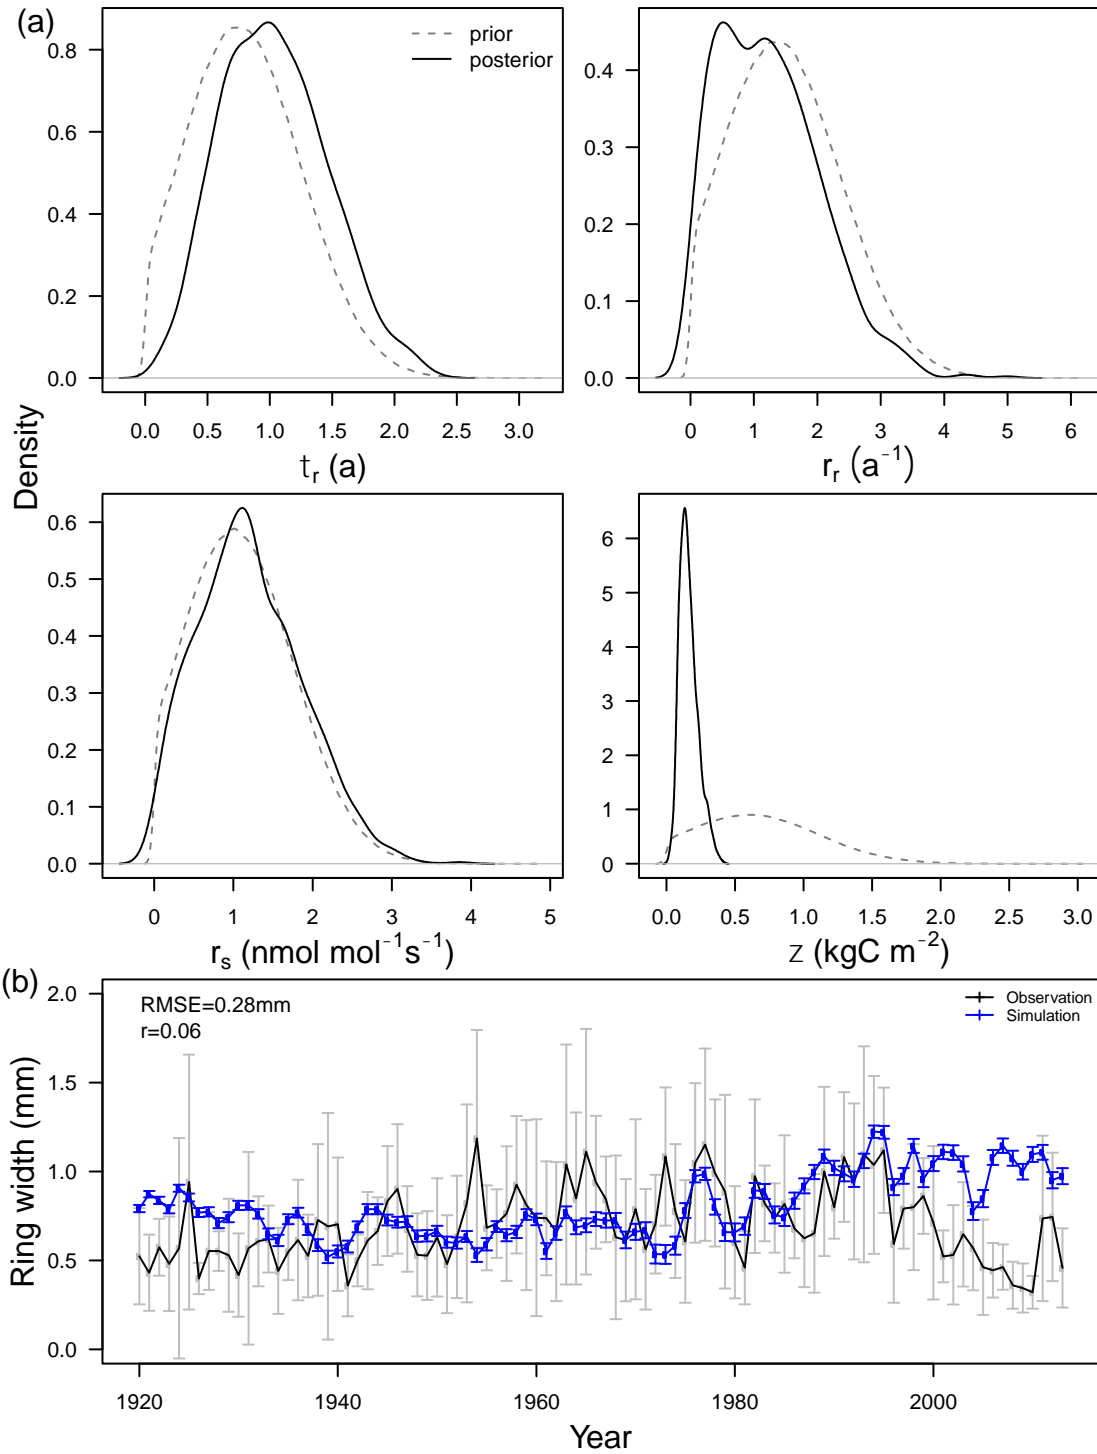 (a)
prior
posterior
0.0
0.2
0.4
0.6
0.8
0.0 0.5 1.0 1.5 2.0 2.5 3.0
t_r (a)
0.0
0.1
0.2
0.3
0.4
0 1 2 3 4 5 6
r_r (a⁻¹)
Density
0.0
0.1
0.2
0.3
0.4
0.5
0.6
0 1 2 3 4 5
r_s (nmol mol⁻¹s⁻¹)
0
1
2
3
4
5
6
0.0 0.5 1.0 1.5 2.0 2.5 3.0
z (kgC m⁻²)
(b)
RMSE=0.28mm
r=0.06
Observation
Simulation
0.0
0.5
1.0
1.5
2.0
Ring width (mm)
1920 1940 1960 1980 2000
Year